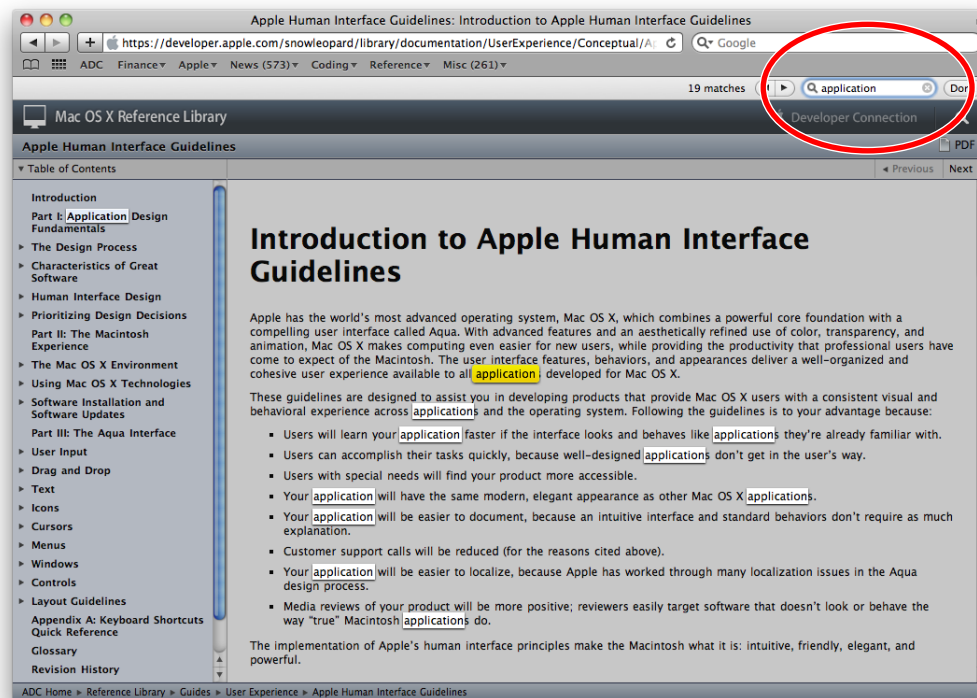 Apple Human Interface Guidelines: Introduction to Apple Human Interface Guidelines
https://developer.apple.com/snowleopard/library/documentation/UserExperience/Conceptual/A
Google
ADC Finance Apple News (573) Coding Reference Misc (261)
19 matches application Dor
Mac OS X Reference Library
Developer Connection
Apple Human Interface Guidelines
PDF
Table of Contents
Previous Next
Introduction
Part I: Application Design
Fundamentals
The Design Process
Characteristics of Great
Software
Human Interface Design
Prioritizing Design Decisions
Part II: The Macintosh
Experience
The Mac OS X Environment
Using Mac OS X Technologies
Software Installation and
Software Updates
Part III: The Aqua Interface
User Input
Drag and Drop
Text
Icons
Cursors
Menus
Windows
Controls
Layout Guidelines
Appendix A: Keyboard Shortcuts
Quick Reference
Glossary
Revision History
Introduction to Apple Human Interface
Guidelines
Apple has the world's most advanced operating system, Mac OS X, which combines a powerful core foundation with a
compelling user interface called Aqua. With advanced features and an aesthetically refined use of color, transparency, and
animation, Mac OS X makes computing even easier for new users, while providing the productivity that professional users have
come to expect of the Macintosh. The user interface features, behaviors, and appearances deliver a well-organized and
cohesive user experience available to all applications developed for Mac OS X.
These guidelines are designed to assist you in developing products that provide Mac OS X users with a consistent visual and
behavioral experience across applications and the operating system. Following the guidelines is to your advantage because:
Users will learn your application faster if the interface looks and behaves like applications they're already familiar with.
Users can accomplish their tasks quickly, because well-designed applications don't get in the user's way.
Users with special needs will find your product more accessible.
Your application will have the same modern, elegant appearance as other Mac OS X applications.
Your application will be easier to document, because an intuitive interface and standard behaviors don't require as much
explanation.
Customer support calls will be reduced (for the reasons cited above).
Your application will be easier to localize, because Apple has worked through many localization issues in the Aqua
design process.
Media reviews of your product will be more positive; reviewers easily target software that doesn't look or behave the
way "true" Macintosh applications do.
The implementation of Apple's human interface principles make the Macintosh what it is: intuitive, friendly, elegant, and
powerful.
ADC Home ▸ Reference Library ▸ Guides ▸ User Experience ▸ Apple Human Interface Guidelines